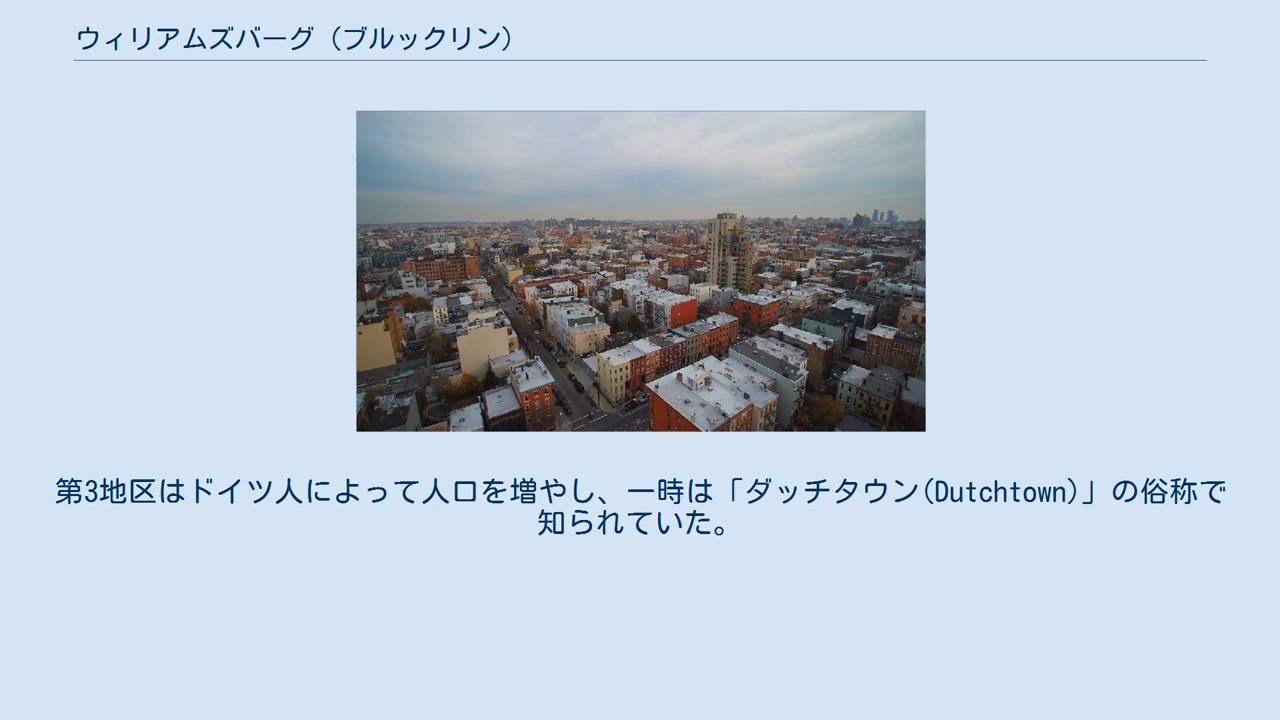 ウィリアムズバーグ（ブルックリン）
第3地区はドイツ人によって人口を増やし、一時は「ダッチタウン(Dutchtown)」の俗称で
知られていた。